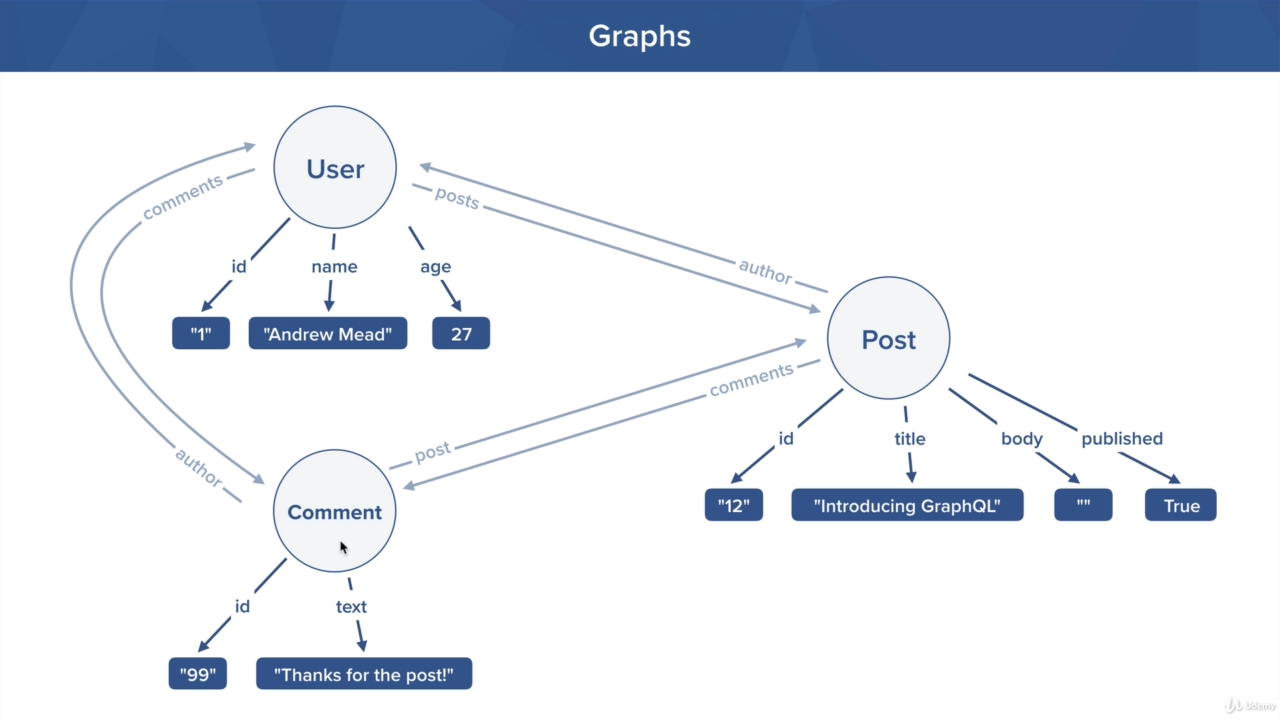 Graphs
User
comments
posts
author
id
name
age
"1"
"Andrew Mead"
27
Post
comments
post
author
id
title
body
published
"12"
"Introducing GraphQL"
""
True
Comment
id
text
"99"
"Thanks for the post!"
Udemy